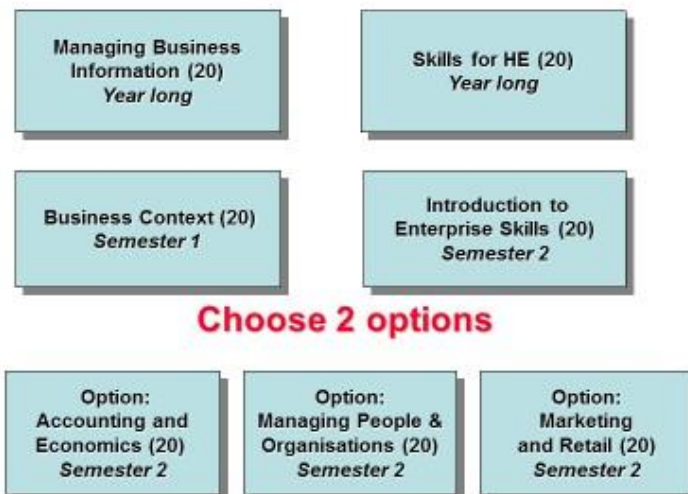 Managing Business
Information (20)
Year long
Skills for HE (20)
Year long
Business Context (20)
Semester 1
Introduction to
Enterprise Skills (20)
Semester 2
Choose 2 options
Option:
Accounting and
Economics (20)
Semester 2
Option:
Managing People &
Organisations (20)
Semester 2
Option:
Marketing
and Retail (20)
Semester 2